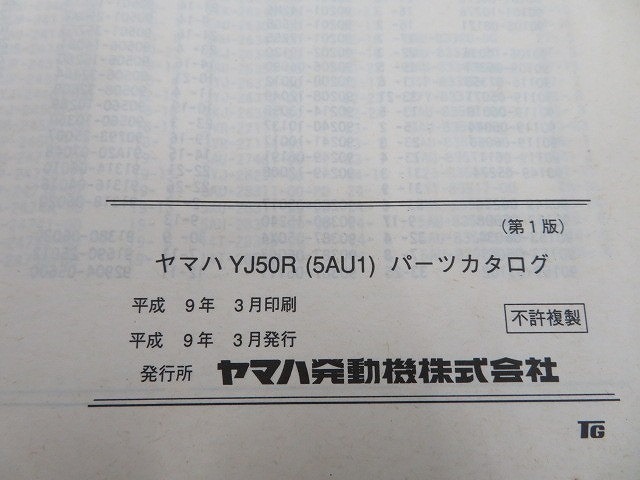 （第1版）
ヤマハ YJ50R (5AU1) パーツカタログ
平成 9年 3月印刷
平成 9年 3月発行
不許複製
発行所 ヤマハ発動機株式会社
TG